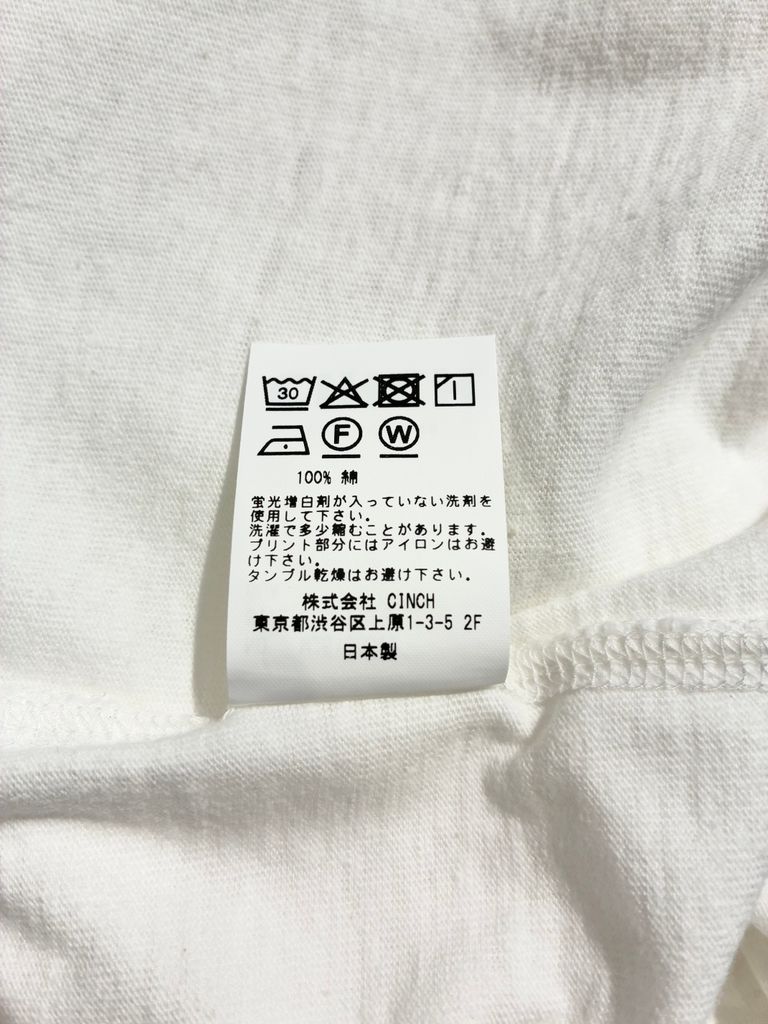 30
F W
100% 綿
蛍光増白剤が入っていない洗剤を
使用して下さい。
洗濯で多少縮むことがあります。
プリント部分にはアイロンはお避
け下さい。
タンブル乾燥はお避け下さい。
株式会社 CINCH
東京都渋谷区上原1-3-5 2F
日本製